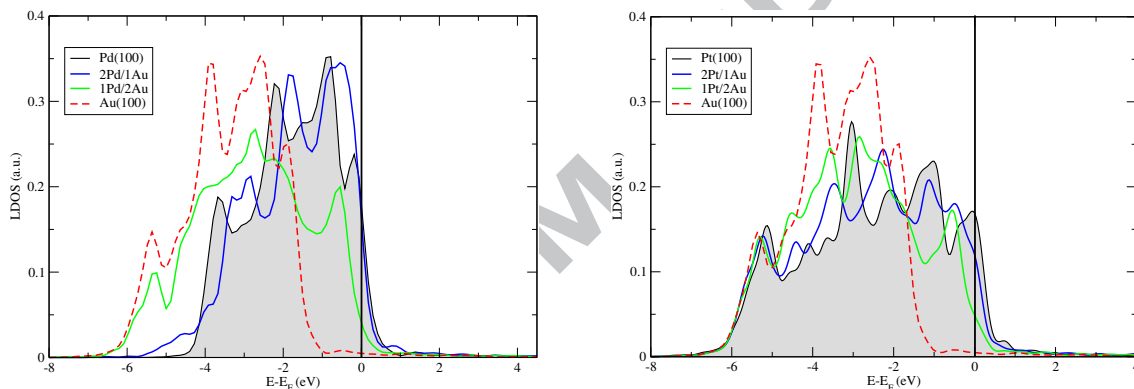 0.4
0.3
0.2
0.1
0
LDOS (a.u.)
Pd(100)
2Pd/1Au
1Pd/2Au
Au(100)
-8 -6 -4 -2 0 2 4
E-E_F (eV)
0.4
0.3
0.2
0.1
0
LDOS (a.u.)
Pt(100)
2Pt/1Au
1Pt/2Au
Au(100)
-8 -6 -4 -2 0 2 4
E-E_F (eV)
M